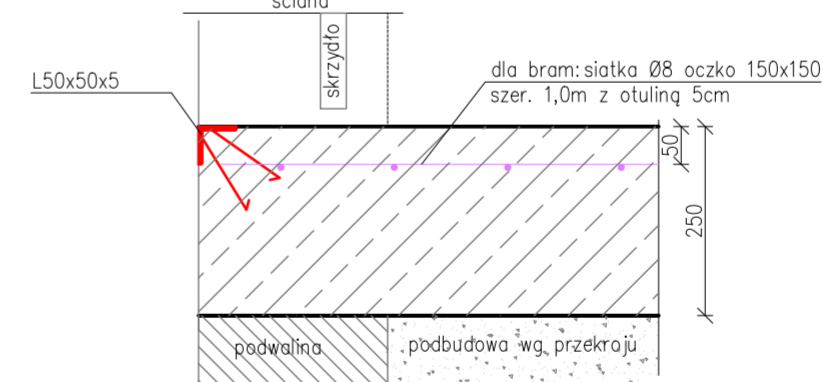 ściana
skrzydło
L50x50x5
dla bram: siatka Ø8 oczko 150x150
szer. 1,0m z otuliną 5cm
50
250
podwalina
podbudowa wg. przekroju